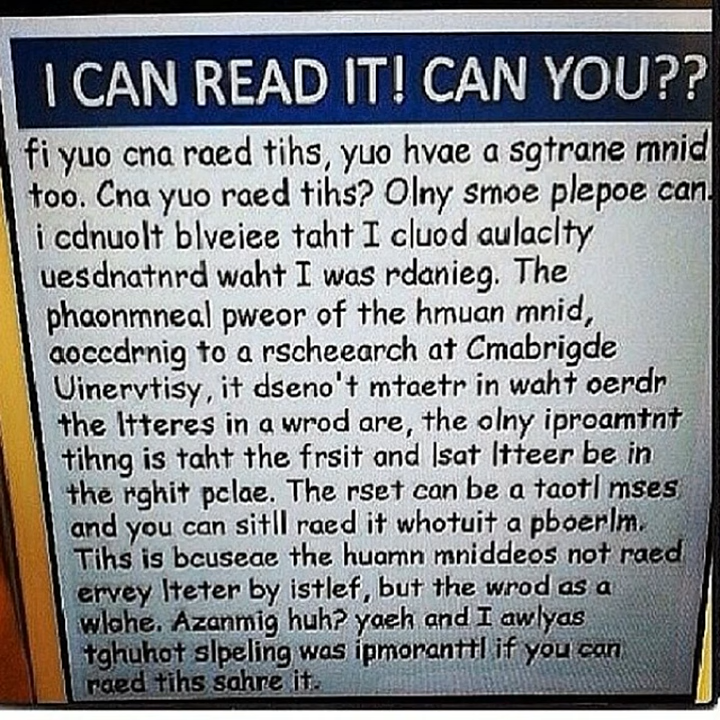 I CAN READ IT! CAN YOU??
fi yuo cna raed tihs, yuo hvae a sgtrane mnid
too. Cna yuo raed tihs? Olny smoe plepoe can.
i cdnuolt blveiee taht I cluod aulaclty
uesdnatnrd waht I was rdanieg. The
phaonmneal pweor of the hmuan mnid,
aoccdrnig to a rscheearch at Cmabrigde
Uinervtisy, it dseno't mtaetr in waht oerdr
the ltteres in a wrod are, the olny iproamtnt
tihng is taht the frsit and lsat ltteer be in
the rghit pclae. The rset can be a taotl mses
and you can sitll raed it whotuit a pboerlm.
Tihs is bcuseae the huamn mniddeos not raed
ervey lteter by istlef, but the wrod as a
wlohe. Azanmig huh? yaeh and I awlyas
tghuhot slpeling was ipmoranttl if you can
raed tihs sahre it.